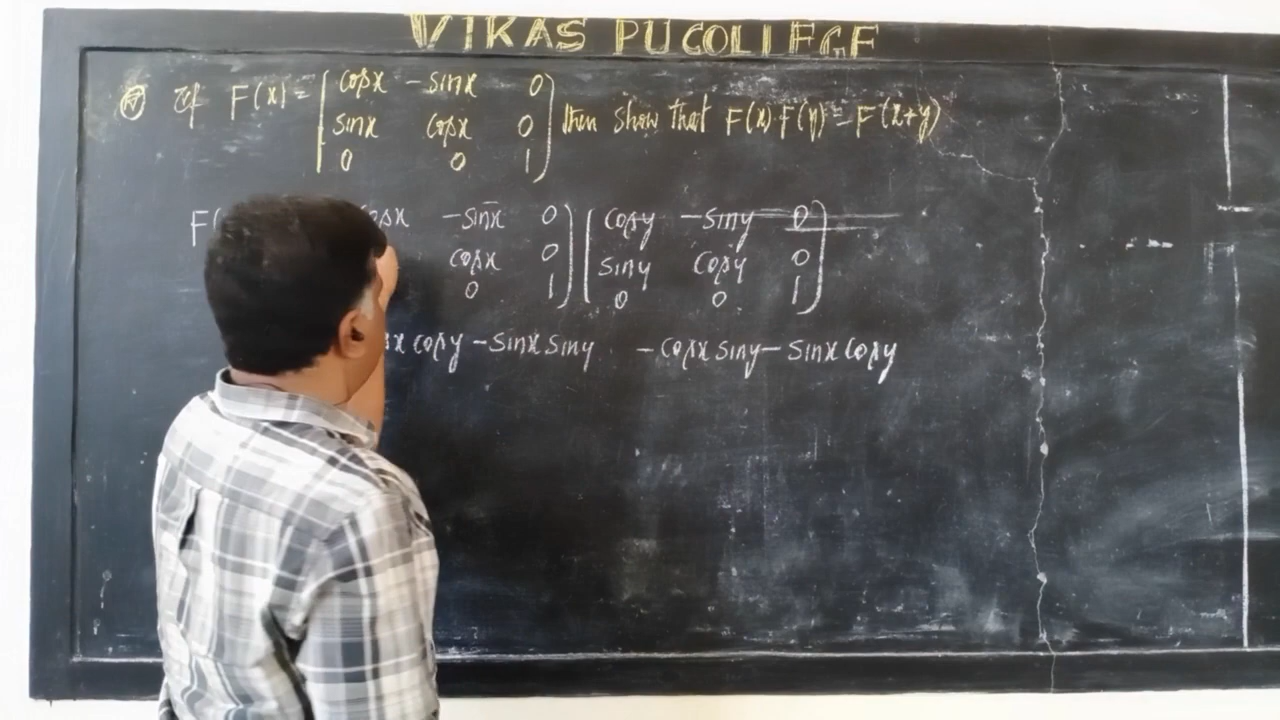 VIKAS PU COLLEGE
If F(x) = cosx -sinx 0 then show that F(x) F(y) = F(x+y)
sinx cosx 0
0 0 1
F( cosx -sinx 0 cosy -siny 0
cosx 0 siny cosy 0
0 1 0 0 1
x cosy - sinx siny - cosx siny - sinx cosy